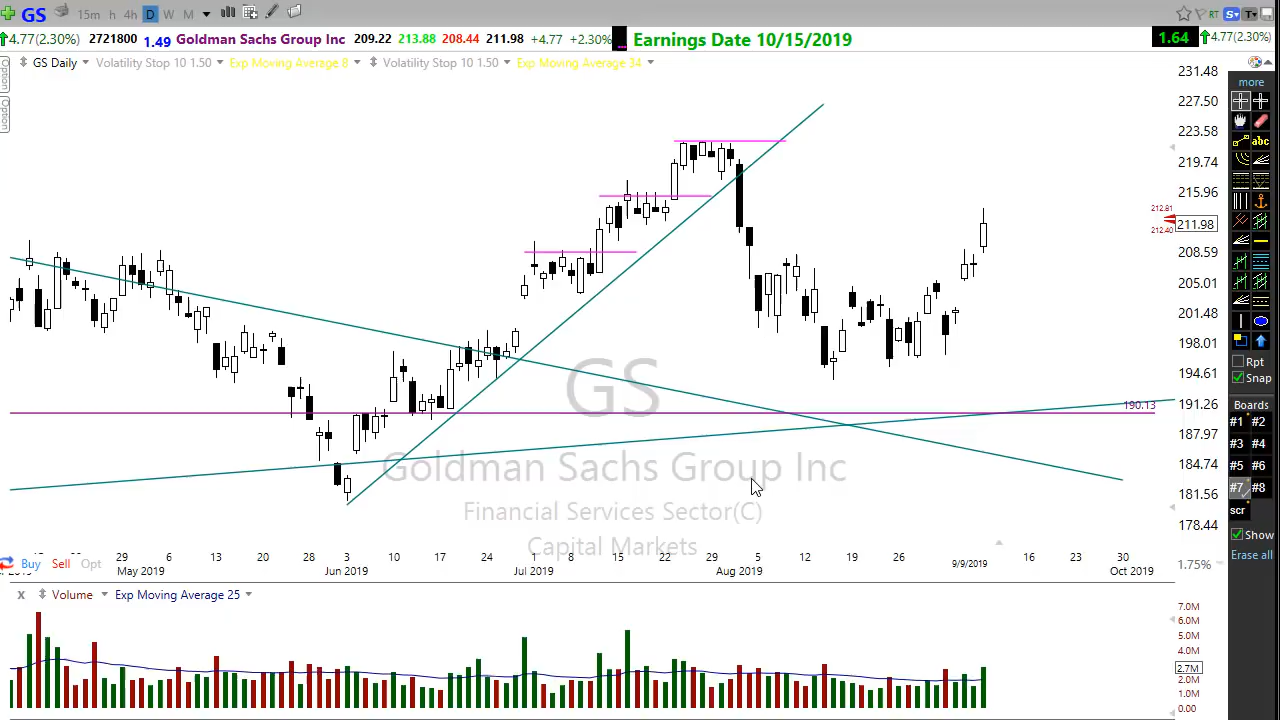 GS 15m h 4h D W M RT S T
4.77(2.30%) 2721800 1.49 Goldman Sachs Group Inc 209.22 213.88 208.44 211.98 +4.77 +2.30% Earnings Date 10/15/2019 1.64 4.77(2.30%)
GS Daily Volatility Stop 10 1.50 Exp Moving Average 8 Volatility Stop 10 1.50 Exp Moving Average 34
Option
Option
231.48
227.50
223.58
219.74
215.96
212.81
211.98
212.40
208.59
205.01
201.48
198.01
194.61
191.26
190.13
187.97
184.74
181.56
178.44
GS
Goldman Sachs Group Inc
Financial Services Sector(C)
Capital Markets
29 6 13 20 28 3 10 17 24 1 8 15 22 29 5 12 19 26 9/9/2019 16 23 30
May 2019 Jun 2019 Jul 2019 Aug 2019 Oct 2019
Buy Sell Opt
1.75%
X Volume Exp Moving Average 25
7.0M
6.0M
5.0M
4.0M
2.7M
2.0M
1.0M
0.00
more
abc
Rpt
Snap
Boards
#1 #2
#3 #4
#5 #6
#7 #8
scr
Show
Erase all